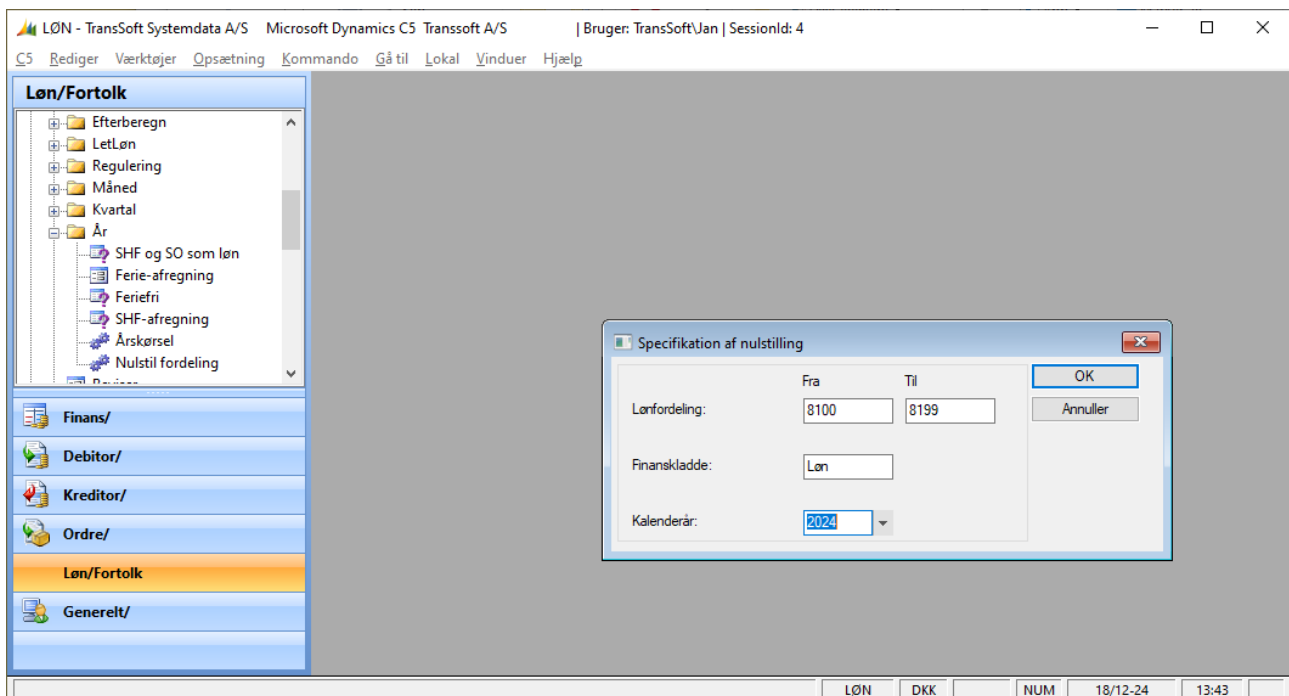 LØN - TransSoft Systemdata A/S Microsoft Dynamics C5 Transsoft A/S | Bruger: TransSoft\Jan | SessionId: 4
C5 Rediger Værktøjer Opsætning Kommando Gå til Lokal Vinduer Hjælp
Løn/Fortolk
Efterberegn
LetLøn
Regulering
Måned
Kvartal
År
SHF og SO som løn
Ferie-afregning
Feriefri
SHF-afregning
Årskørsel
Nulstil fordeling
Finans/
Debitor/
Kreditor/
Ordre/
Løn/Fortolk
Generelt/
Specifikation af nulstilling
Fra Til OK
Lønfordeling: 8100 8199 Annuller
Finanskladde: Løn
Kalenderår: 2024
LØN DKK NUM 18/12-24 13:43